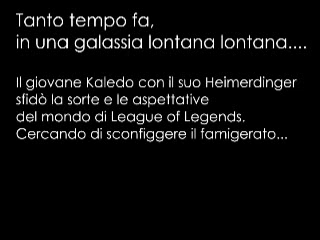 Tanto tempo fa,
in una galassia lontana lontana....
Il giovane Kaledo con il suo Heimerdinger
sfidò la sorte e le aspettative
del mondo di League of Legends.
Cercando di sconfiggere il famigerato...